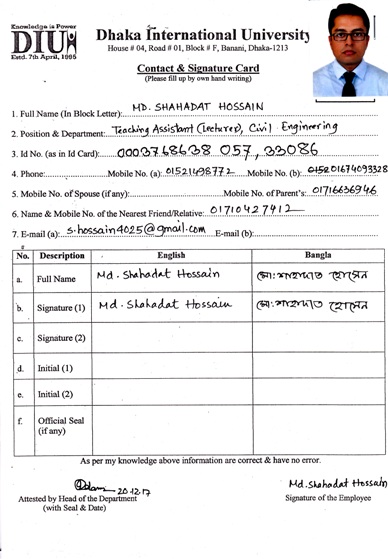 Knowledge is Power
DIU
Estd. 7th April, 1995
Dhaka International University
House # 04, Road # 01, Block # F, Banani, Dhaka-1213
Contact & Signature Card
(Please fill up by own hand writing)
1. Full Name (In Block Letter): MD. SHAHADAT HOSSAIN
2. Position & Department: Teaching Assistant (Lecturer), Civil Engineering
3. Id No. (as in Id Card): 0003768638 057, 33086
4. Phone: Mobile No. (a): 01521498772 Mobile No. (b): 01674093328
5. Mobile No. of Spouse (if any): Mobile No. of Parent's: 01716636946
6. Name & Mobile No. of the Nearest Friend/Relative: 01710427412
7. E-mail (a): s.hossain4025@gmail.com E-mail (b):
No. Description English Bangla
a. Full Name Md. Shahadat Hossain মো: শাহাদাত হোসেন
b. Signature (1) Md. Shahadat Hossain মো: শাহাদাত হোসেন
c. Signature (2)
d. Initial (1)
e. Initial (2)
f. Official Seal
(if any)
As per my knowledge above information are correct & have no error.
20.12.17
Md. Shahadat Hossain
Attested by Head of the Department
(with Seal & Date)
Signature of the Employee